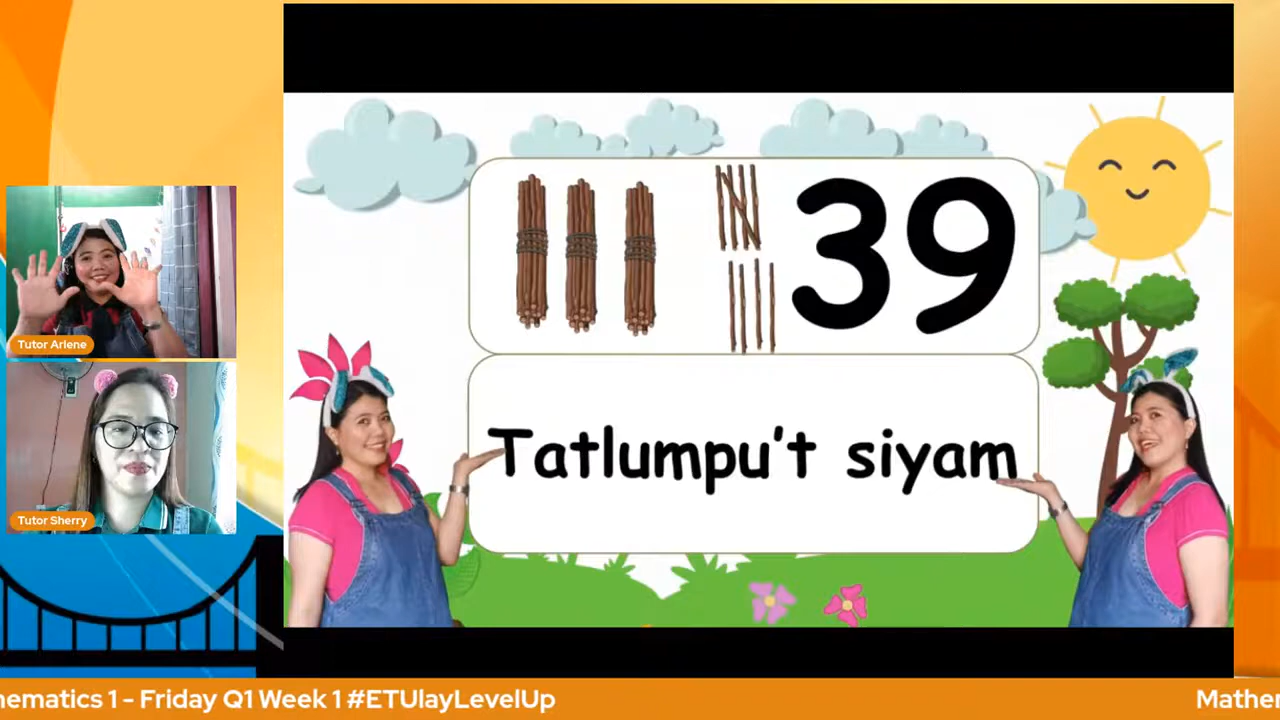 39
Tatlumpu't siyam
Tutor Arlene
Tutor Sherry
hematics 1 - Friday Q1 Week 1 #ETUlayLevelUp
Mather